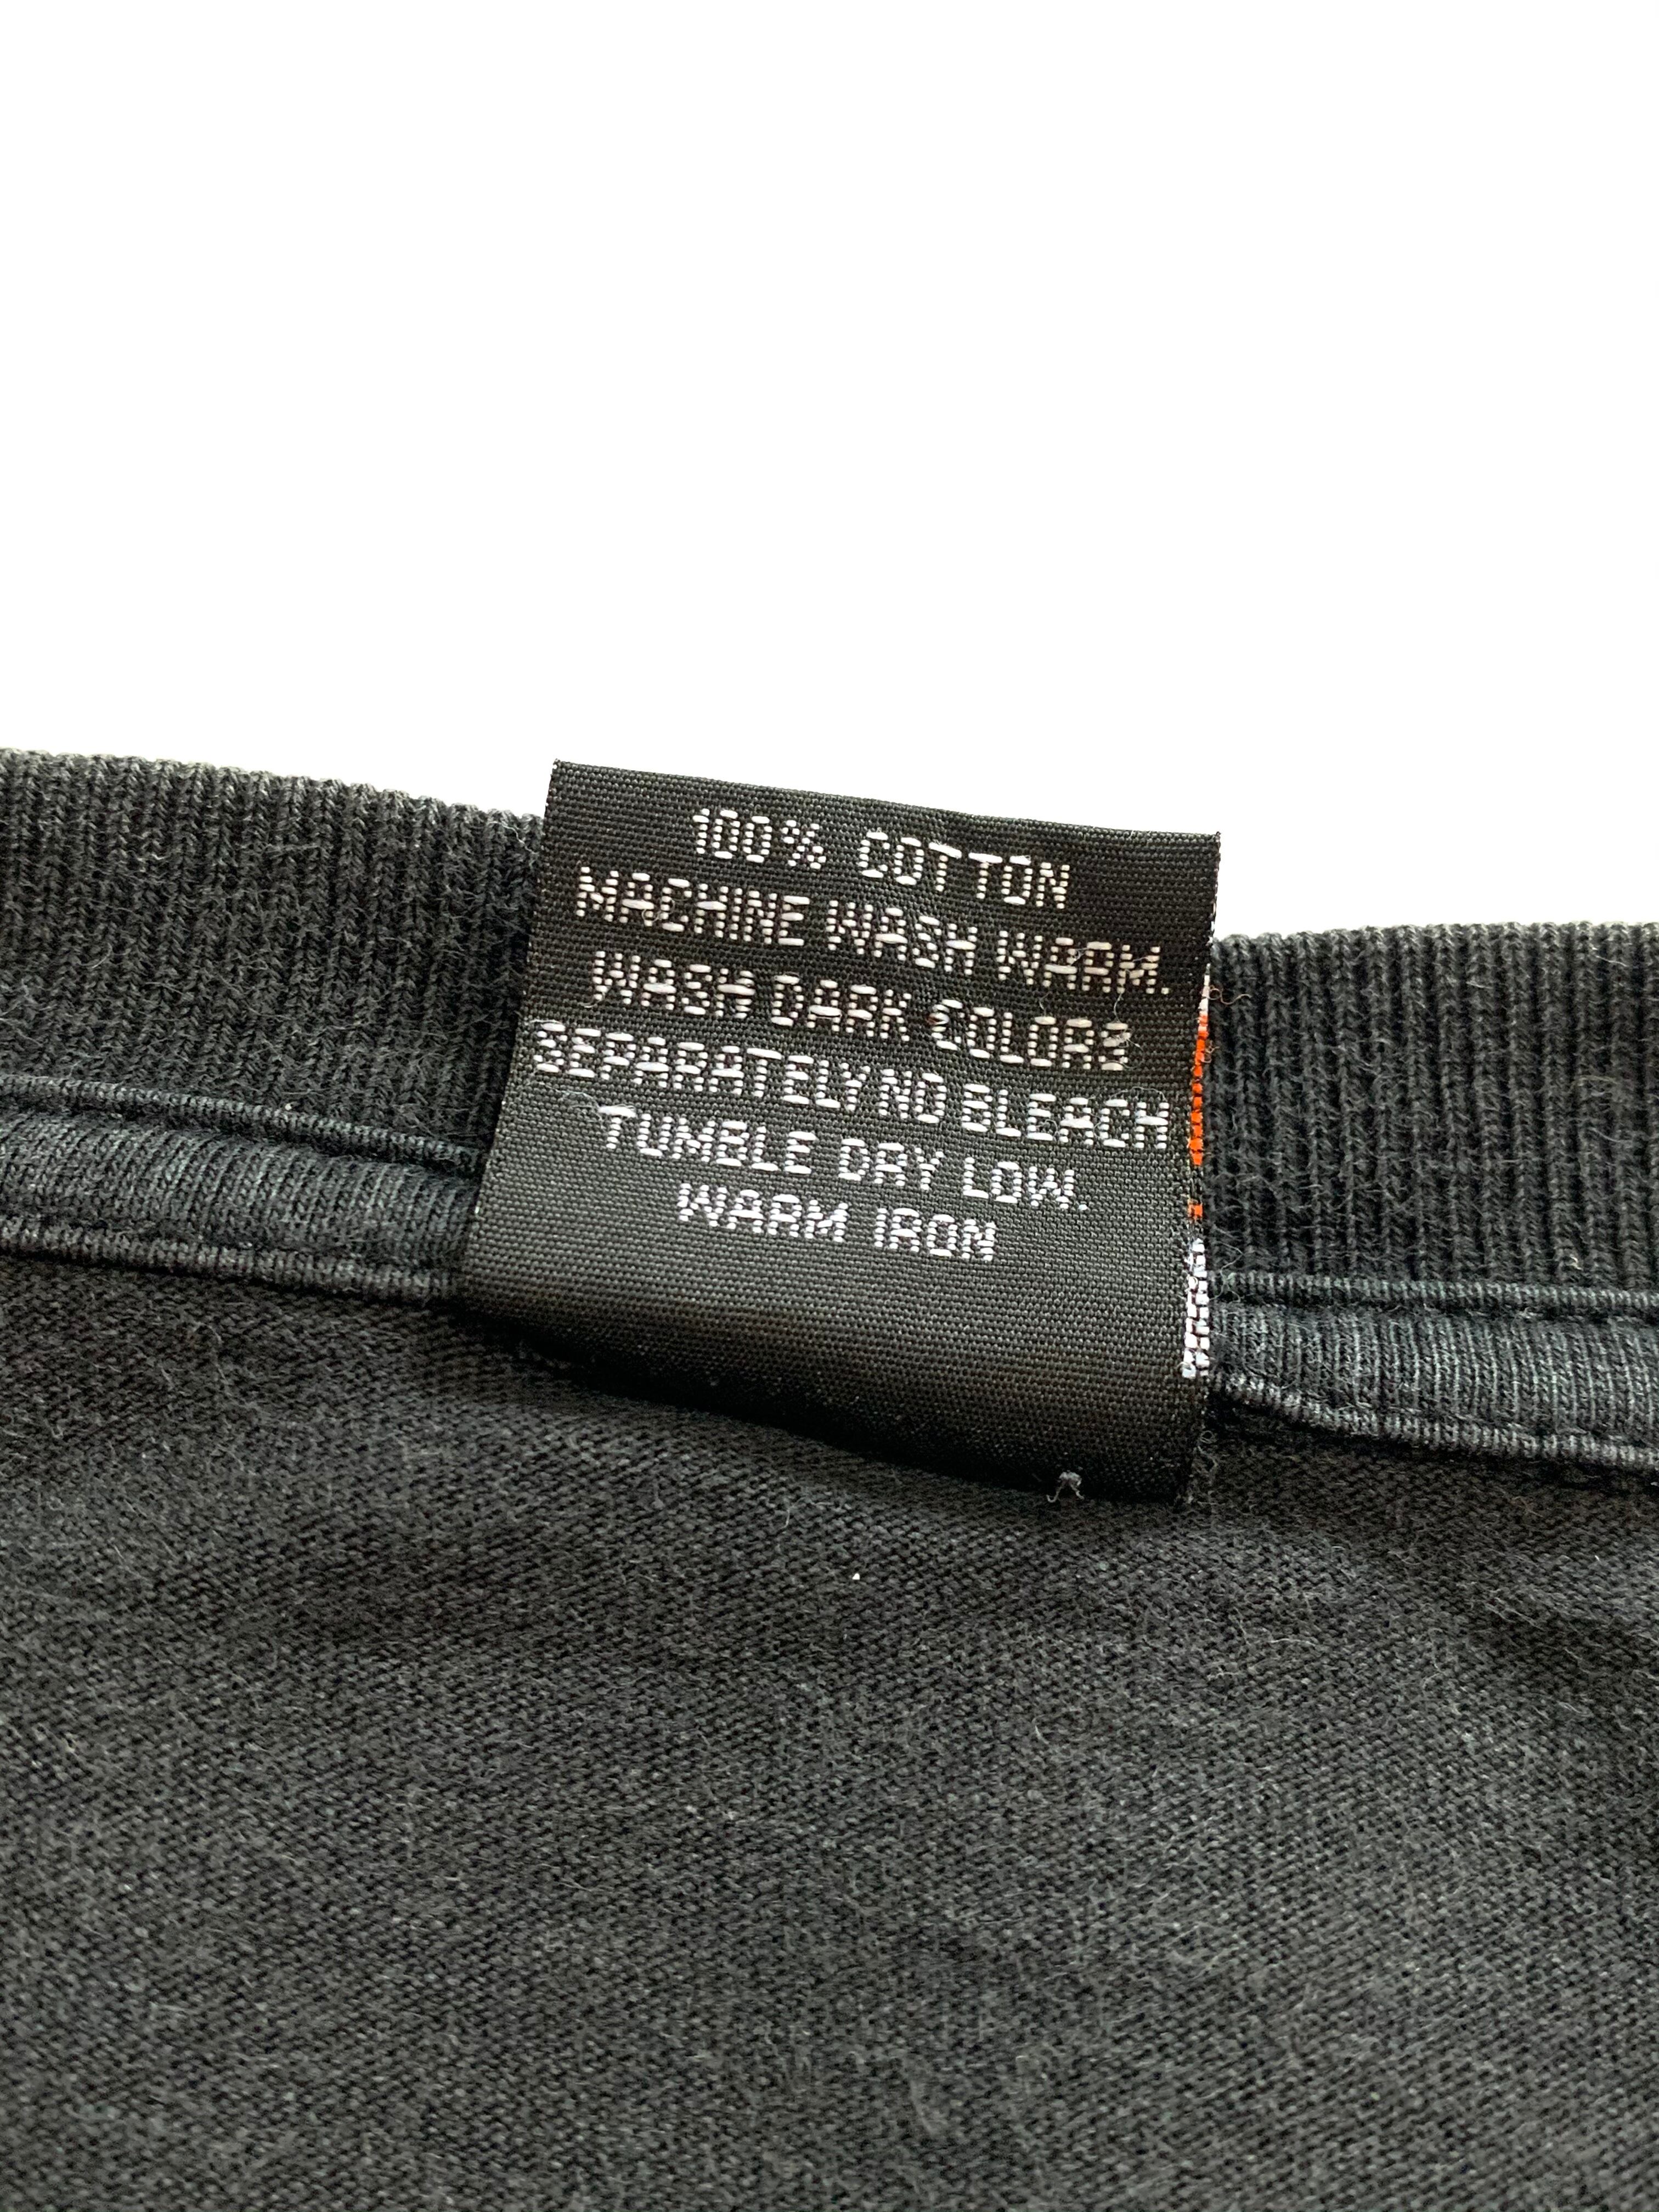 100% COTTON
MACHINE WASH WARM.
WASH DARK COLORS
SEPARATELY NO BLEACH
TUMBLE DRY LOW.
WARM IRON